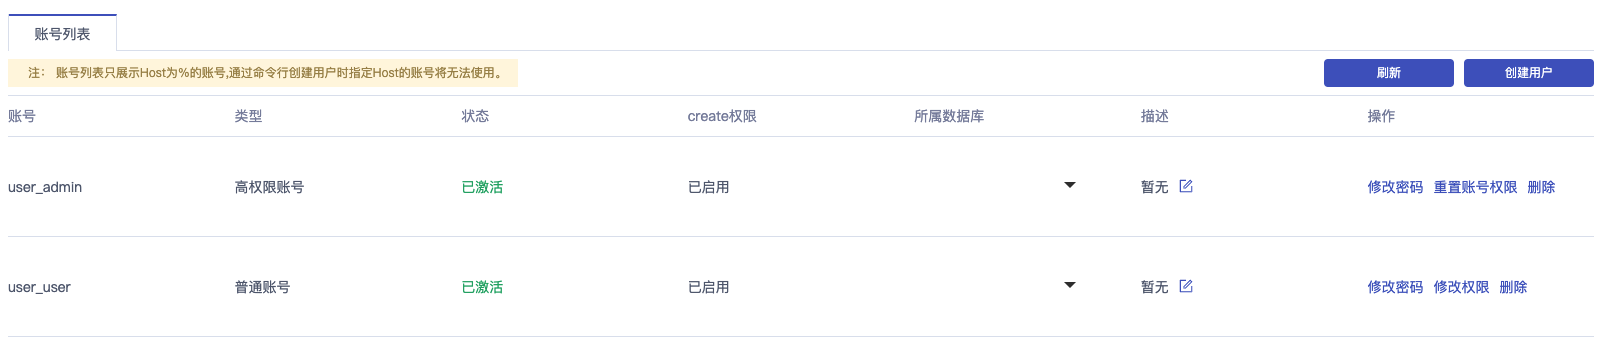 账号列表
注： 账号列表只展示Host为%的账号,通过命令行创建用户时指定Host的账号将无法使用。 刷新 创建用户
账号 类型 状态 create权限 所属数据库 描述 操作
user_admin 高权限账号 已激活 已启用 暂无 修改密码 重置账号权限 删除
user_user 普通账号 已激活 已启用 暂无 修改密码 修改权限 删除